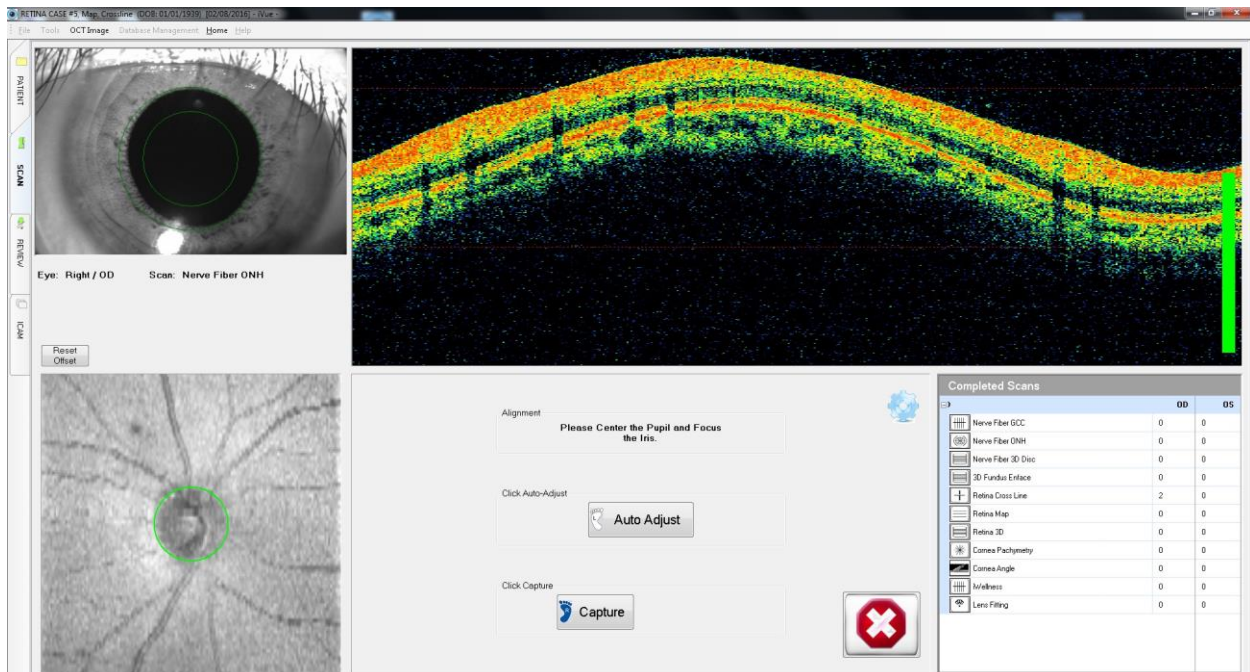 RETINA CASE #5, Map, Crossline (DOB: 01/01/1939) [02/08/2016] - iVue -
File Tools OCT Image Database Management Home Help
PATIENT
SCAN
REVIEW
ICAM
Eye: Right / OD Scan: Nerve Fiber ONH
Reset
Offset
Alignment
Please Center the Pupil and Focus
the Iris.
Click Auto-Adjust
L
Auto Adjust
Click Capture
Capture
Completed Scans
OD OS
Nerve Fiber GCC 0 0
Nerve Fiber ONH 0 0
Nerve Fiber 3D Disc 0 0
3D Fundus Enface 0 0
Retina Cross Line 2 0
Retina Map 0 0
Retina 3D 0 0
Cornea Pachymetry 0 0
Cornea Angle 0 0
iWellness 0 0
Lens Fitting 0 0